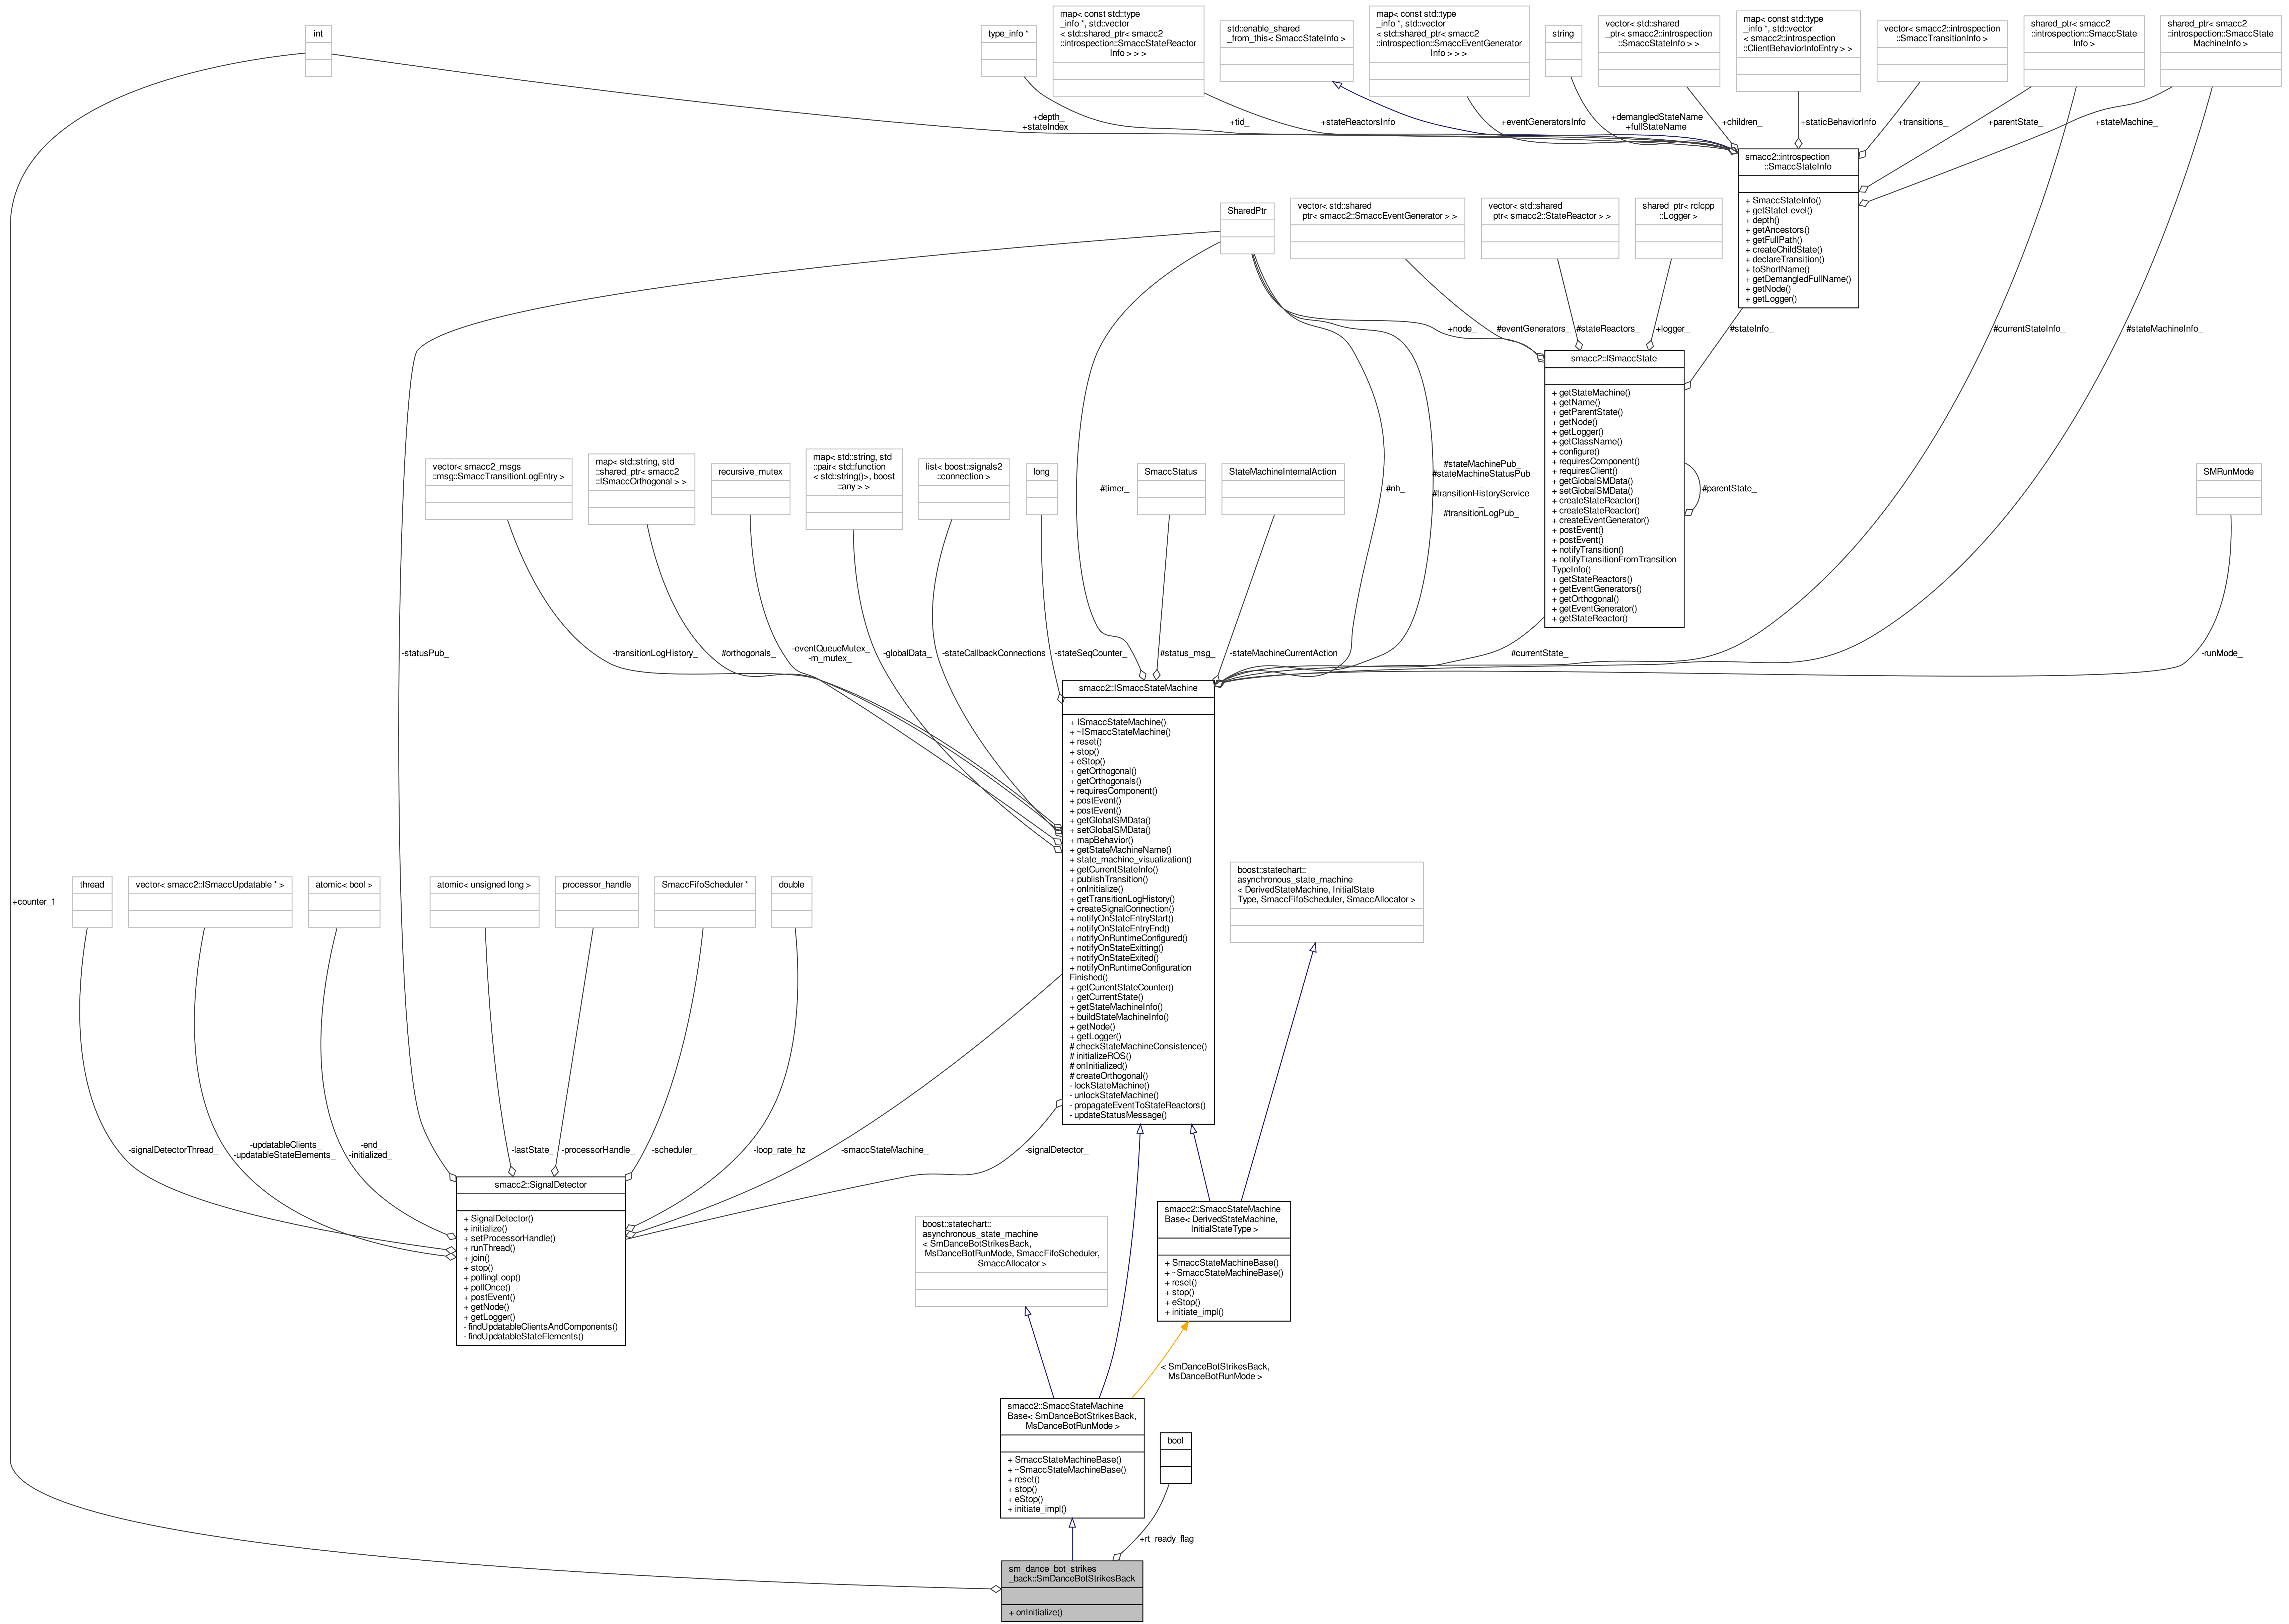 int
type_info *
map< const std::type
_info *, std::vector
< std::shared_ptr< smacc2
::introspection::SmaccStateReactor
Info > > >
std::enable_shared
_from_this< SmaccStateInfo >
map< const std::type
_info *, std::vector
< std::shared_ptr< smacc2
::introspection::SmaccEventGenerator
Info > > >
string
vector< std::shared
_ptr< smacc2::introspection
::SmaccStateInfo > >
map< const std::type
_info *, std::vector
< smacc2::introspection
::ClientBehaviorInfoEntry > >
vector< smacc2::introspection
::SmaccTransitionInfo >
shared_ptr< smacc2
::introspection::SmaccState
Info >
shared_ptr< smacc2
::introspection::SmaccState
MachineInfo >
+depth_
+stateIndex_
+tid_
+stateReactorsInfo
+eventGeneratorsInfo
+demangledStateName
+fullStateName
+children_
+staticBehaviorInfo
+transitions_
+parentState_
+stateMachine_
smacc2::introspection
::SmaccStateInfo
+ SmaccStateInfo()
+ getStateLevel()
+ depth()
+ getAncestors()
+ getFullPath()
+ createChildState()
+ declareTransition()
+ toShortName()
+ getDemangledFullName()
+ getNode()
+ getLogger()
SharedPtr
vector< std::shared
_ptr< smacc2::SmaccEventGenerator > >
vector< std::shared
_ptr< smacc2::StateReactor > >
shared_ptr< rclcpp
::Logger >
+node_
#eventGenerators_
#stateReactors_
+logger_
#stateInfo_
#currentStateInfo_
#stateMachineInfo_
smacc2::ISmaccState
+ getStateMachine()
+ getName()
+ getParentState()
+ getNode()
+ getLogger()
+ getClassName()
+ configure()
+ requiresComponent()
+ requiresClient()
+ getGlobalSMData()
+ setGlobalSMData()
+ createStateReactor()
+ createStateReactor()
+ createEventGenerator()
+ postEvent()
+ postEvent()
+ notifyTransition()
+ notifyTransitionFromTransition
TypeInfo()
+ getStateReactors()
+ getEventGenerators()
+ getOrthogonal()
+ getEventGenerator()
+ getStateReactor()
#parentState_
vector< smacc2_msgs
::msg::SmaccTransitionLogEntry >
map< std::string, std
::shared_ptr< smacc2
::ISmaccOrthogonal > >
recursive_mutex
map< std::string, std
::pair< std::function
< std::string()>, boost
::any > >
list< boost::signals2
::connection >
long
SmaccStatus
StateMachineInternalAction
SMRunMode
#timer_
#nh_
#stateMachinePub_
#stateMachineStatusPub
_
#transitionHistoryService
_
#transitionLogPub_
-statusPub_
-transitionLogHistory_
#orthogonals_
-eventQueueMutex_
-m_mutex_
-globalData_
-stateCallbackConnections
-stateSeqCounter_
#status_msg_
-stateMachineCurrentAction
#currentState_
-runMode_
smacc2::ISmaccStateMachine
+ ISmaccStateMachine()
+ ~ISmaccStateMachine()
+ reset()
+ stop()
+ eStop()
+ getOrthogonal()
+ getOrthogonals()
+ requiresComponent()
+ postEvent()
+ postEvent()
+ getGlobalSMData()
+ setGlobalSMData()
+ mapBehavior()
+ getStateMachineName()
+ state_machine_visualization()
+ getCurrentStateInfo()
+ publishTransition()
+ onInitialize()
+ getTransitionLogHistory()
+ createSignalConnection()
+ notifyOnStateEntryStart()
+ notifyOnStateEntryEnd()
+ notifyOnRuntimeConfigured()
+ notifyOnStateExitting()
+ notifyOnStateExited()
+ notifyOnRuntimeConfiguration
Finished()
+ getCurrentStateCounter()
+ getCurrentState()
+ getStateMachineInfo()
+ buildStateMachineInfo()
+ getNode()
+ getLogger()
# checkStateMachineConsistence()
# initializeROS()
# onInitialized()
# createOrthogonal()
- lockStateMachine()
- unlockStateMachine()
- propagateEventToStateReactors()
- updateStatusMessage()
+counter_1
thread
vector< smacc2::ISmaccUpdatable * >
atomic< bool >
atomic< unsigned long >
processor_handle
SmaccFifoScheduler *
double
boost::statechart::
asynchronous_state_machine
< DerivedStateMachine, InitialState
Type, SmaccFifoScheduler, SmaccAllocator >
-signalDetectorThread_
-updatableClients_
-updatableStateElements_
-end_
-initialized_
-lastState_
-processorHandle_
-scheduler_
-loop_rate_hz
-smaccStateMachine_
-signalDetector_
smacc2::SignalDetector
+ SignalDetector()
+ initialize()
+ setProcessorHandle()
+ runThread()
+ join()
+ stop()
+ pollingLoop()
+ pollOnce()
+ postEvent()
+ getNode()
+ getLogger()
- findUpdatableClientsAndComponents()
- findUpdatableStateElements()
boost::statechart::
asynchronous_state_machine
< SmDanceBotStrikesBack,
MsDanceBotRunMode, SmaccFifoScheduler,
SmaccAllocator >
smacc2::SmaccStateMachine
Base< DerivedStateMachine,
InitialStateType >
+ SmaccStateMachineBase()
+ ~SmaccStateMachineBase()
+ reset()
+ stop()
+ eStop()
+ initiate_impl()
< SmDanceBotStrikesBack,
MsDanceBotRunMode >
smacc2::SmaccStateMachine
Base< SmDanceBotStrikesBack,
MsDanceBotRunMode >
+ SmaccStateMachineBase()
+ ~SmaccStateMachineBase()
+ reset()
+ stop()
+ eStop()
+ initiate_impl()
bool
+rt_ready_flag
sm_dance_bot_strikes
_back::SmDanceBotStrikesBack
+ onInitialize()